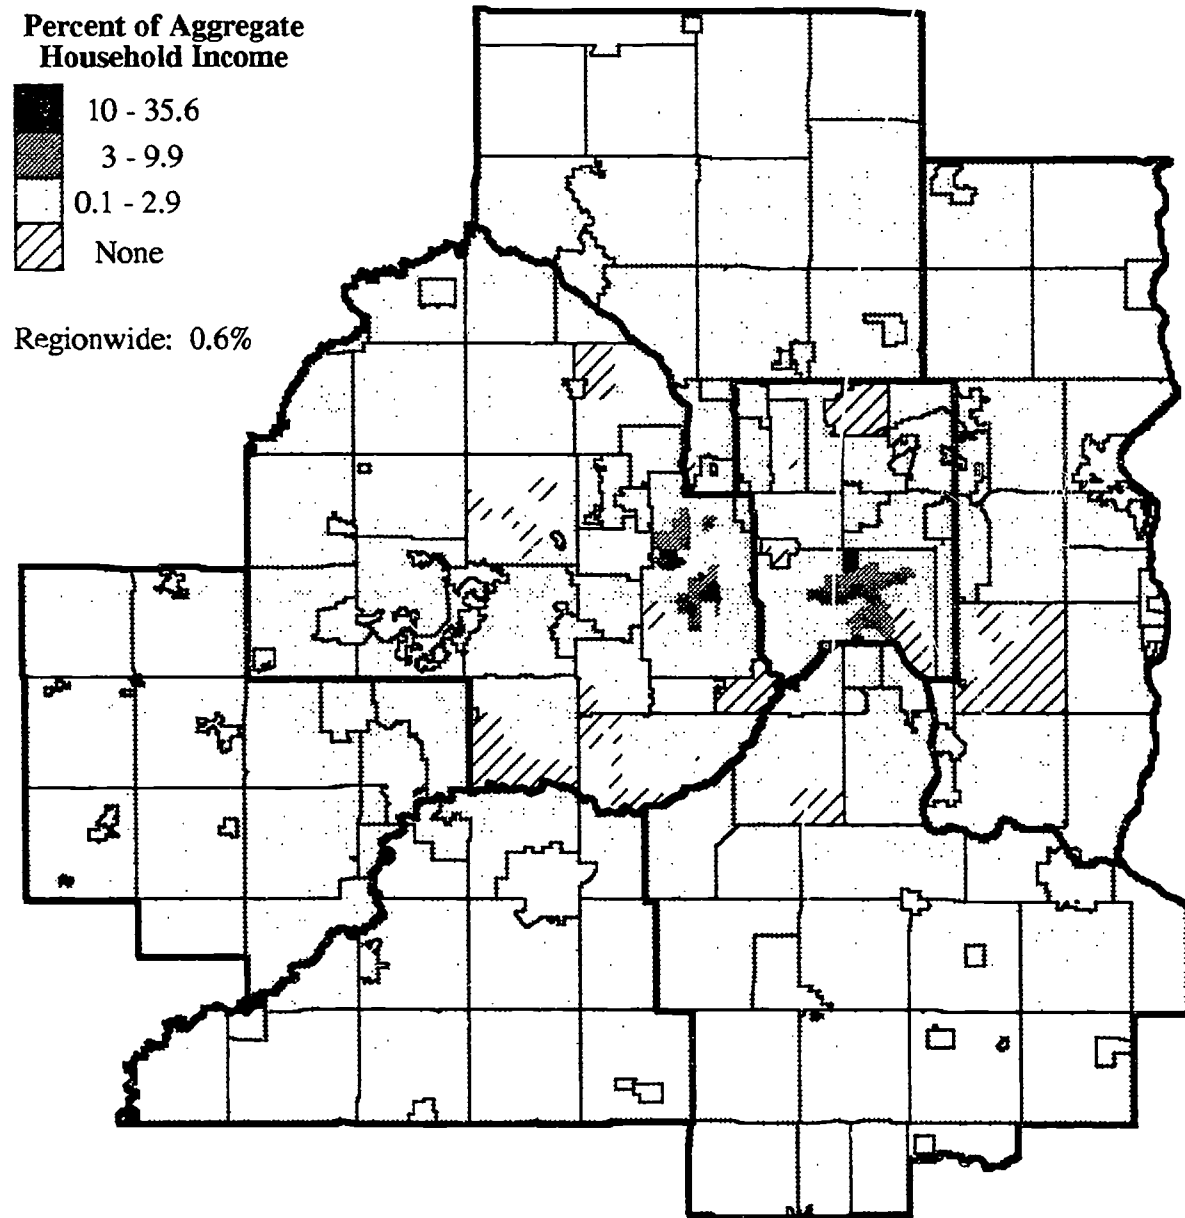 Percent of Aggregate
Household Income
10 - 35.6
3 - 9.9
0.1 - 2.9
None
Regionwide: 0.6%